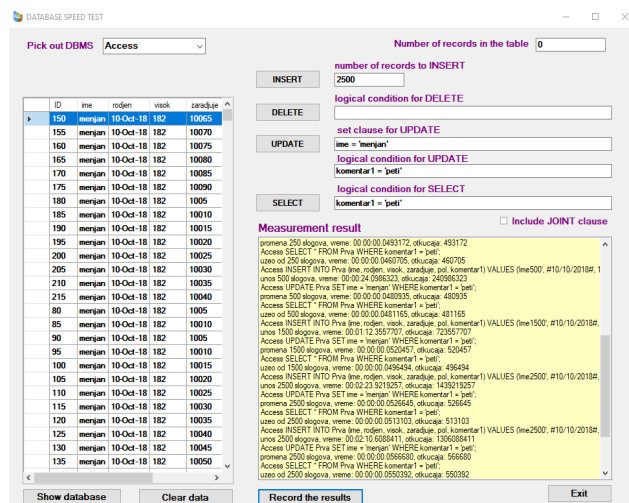 DATABASE SPEED TEST
Pick out DBMS Access
Number of records in the table 0
number of records to INSERT
INSERT 2500
logical condition for DELETE
DELETE
set clause for UPDATE
UPDATE ime = 'menjan'
logical condition for UPDATE
komentar1 = 'peti'
logical condition for SELECT
SELECT komentar1 = 'peti'
Include JOINT clause
ID ime rodjen visok zaradjuje
150 menjan 10-Oct-18 182 10065
155 menjan 10-Oct-18 182 10070
160 menjan 10-Oct-18 182 10075
165 menjan 10-Oct-18 182 10080
170 menjan 10-Oct-18 182 10085
175 menjan 10-Oct-18 182 10090
180 menjan 10-Oct-18 182 1005
185 menjan 10-Oct-18 182 10010
190 menjan 10-Oct-18 182 10015
195 menjan 10-Oct-18 182 10020
200 menjan 10-Oct-18 182 10025
205 menjan 10-Oct-18 182 10030
210 menjan 10-Oct-18 182 10035
215 menjan 10-Oct-18 182 10040
80 menjan 10-Oct-18 182 1005
85 menjan 10-Oct-18 182 10010
90 menjan 10-Oct-18 182 1005
95 menjan 10-Oct-18 182 10010
100 menjan 10-Oct-18 182 10015
105 menjan 10-Oct-18 182 10020
110 menjan 10-Oct-18 182 10025
115 menjan 10-Oct-18 182 10030
120 menjan 10-Oct-18 182 10035
125 menjan 10-Oct-18 182 10040
130 menjan 10-Oct-18 182 10045
135 menjan 10-Oct-18 182 10050
Measurement result
promena 250 slogova, vreme: 00:00:00.0493172, otkucaja: 493172
Access SELECT * FROM Prva WHERE komentar1 = 'peti';
uzeo od 250 slogova, vreme: 00:00:00.0460705, otkucaja: 460705
Access INSERT INTO Prva (ime, rodjen, visok, zaradjuje, pol, komentar1) VALUES ('Ime500', #10/10/2018#, 1
unos 500 slogova, vreme: 00:00:24.0986323, otkucaja: 240986323
Access UPDATE Prva SET ime = 'menjan' WHERE komentar1 = 'peti';
promena 500 slogova, vreme: 00:00:00.0480935, otkucaja: 480935
Access SELECT * FROM Prva WHERE komentar1 = 'peti';
uzeo od 500 slogova, vreme: 00:00:00.0481165, otkucaja: 481165
Access INSERT INTO Prva (ime, rodjen, visok, zaradjuje, pol, komentar1) VALUES ('Ime1500', #10/10/2018#,
unos 1500 slogova, vreme: 00:01:12.3557707, otkucaja: 723557707
Access UPDATE Prva SET ime = 'menjan' WHERE komentar1 = 'peti';
promena 1500 slogova, vreme: 00:00:00.0520457, otkucaja: 520457
Access SELECT * FROM Prva WHERE komentar1 = 'peti';
uzeo od 1500 slogova, vreme: 00:00:00.0496494, otkucaja: 496494
Access INSERT INTO Prva (ime, rodjen, visok, zaradjuje, pol, komentar1) VALUES ('Ime2500', #10/10/2018#,
unos 2500 slogova, vreme: 00:02:23.9219257, otkucaja: 1439219257
Access UPDATE Prva SET ime = 'menjan' WHERE komentar1 = 'peti';
promena 2500 slogova, vreme: 00:00:00.0526645, otkucaja: 526645
Access SELECT * FROM Prva WHERE komentar1 = 'peti';
uzeo od 2500 slogova, vreme: 00:00:00.0513103, otkucaja: 513103
Access INSERT INTO Prva (ime, rodjen, visok, zaradjuje, pol, komentar1) VALUES ('Ime2500', #10/10/2018#,
unos 2500 slogova, vreme: 00:02:10.6088411, otkucaja: 1306088411
Access UPDATE Prva SET ime = 'menjan' WHERE komentar1 = 'peti';
promena 2500 slogova, vreme: 00:00:00.0566680, otkucaja: 566680
Access SELECT * FROM Prva WHERE komentar1 = 'peti';
uzeo od 2500 slogova, vreme: 00:00:00.0550392, otkucaja: 550392
Show database Clear data Record the results Exit